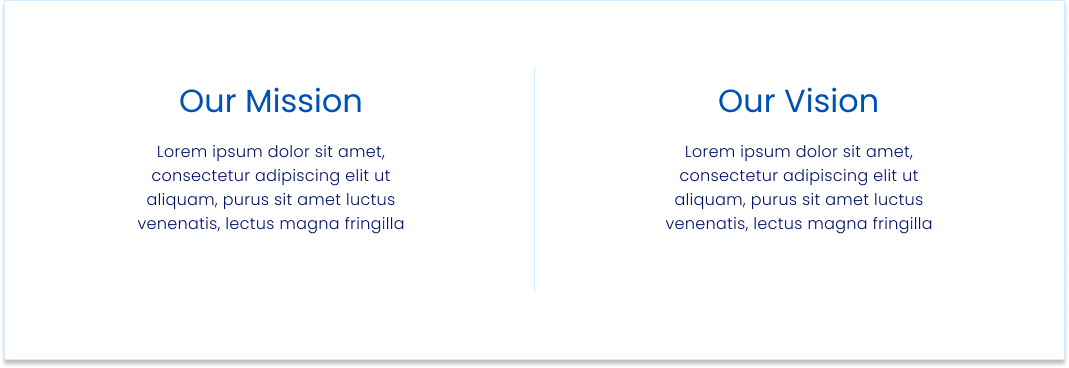 Our Mission
Lorem ipsum dolor sit amet,
consectetur adipiscing elit ut
aliquam, purus sit amet luctus
venenatis, lectus magna fringilla
Our Vision
Lorem ipsum dolor sit amet,
consectetur adipiscing elit ut
aliquam, purus sit amet luctus
venenatis, lectus magna fringilla